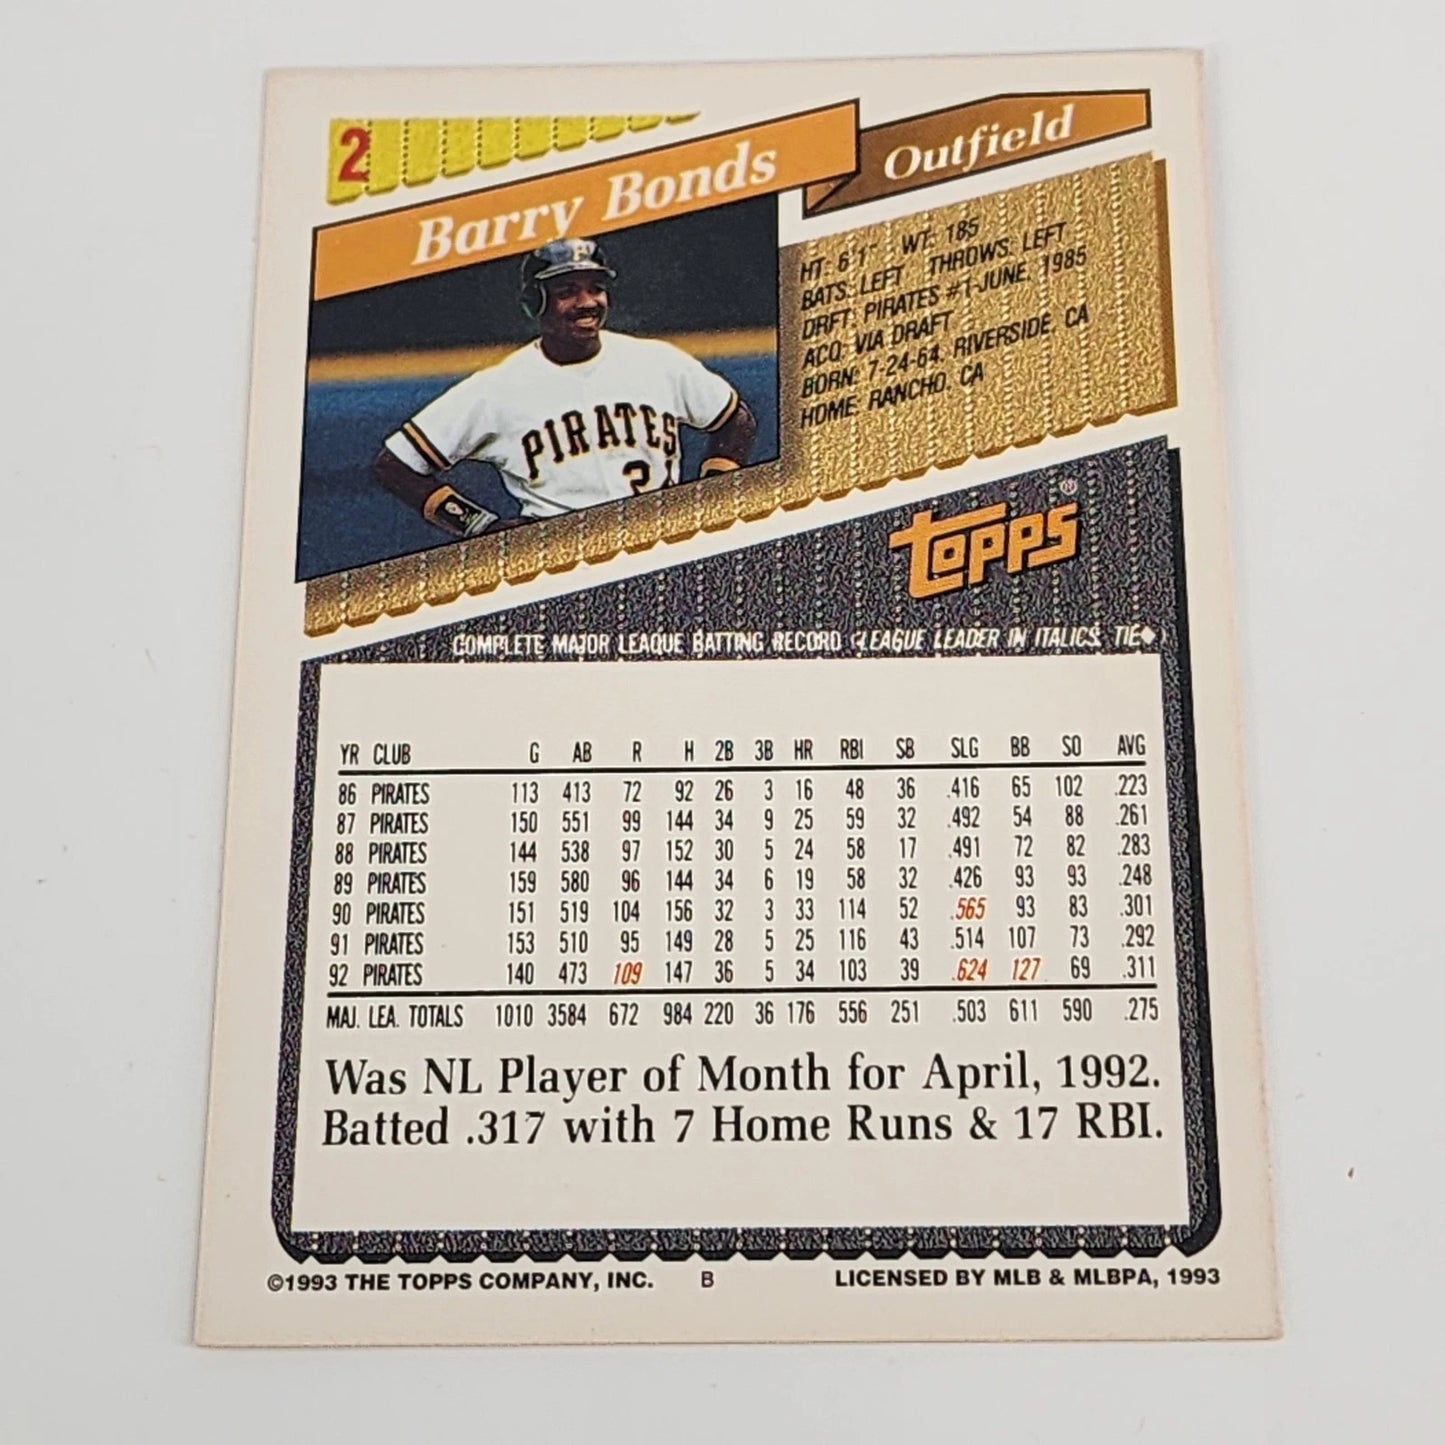 2
Barry Bonds
Outfield
HT: 6'1" WT: 185
BATS: LEFT THROWS: LEFT
DRFT: PIRATES #1-JUNE, 1985
ACQ: VIA DRAFT
BORN: 7-24-64, RIVERSIDE, CA
HOME: RANCHO, CA
P
PIRATES
2
TOPPS®
COMPLETE MAJOR LEAGUE BATTING RECORD (LEAGUE LEADER IN ITALICS, TIE◆)
YR CLUB G AB R H 2B 3B HR RBI SB SLG BB SO AVG
86 PIRATES 113 413 72 92 26 3 16 48 36 .416 65 102 .223
87 PIRATES 150 551 99 144 34 9 25 59 32 .492 54 88 .261
88 PIRATES 144 538 97 152 30 5 24 58 17 .491 72 82 .283
89 PIRATES 159 580 96 144 34 6 19 58 32 .426 93 93 .248
90 PIRATES 151 519 104 156 32 3 33 114 52 .565 93 83 .301
91 PIRATES 153 510 95 149 28 5 25 116 43 .514 107 73 .292
92 PIRATES 140 473 109 147 36 5 34 103 39 .624 127 69 .311
MAJ. LEA. TOTALS 1010 3584 672 984 220 36 176 556 251 .503 611 590 .275
Was NL Player of Month for April, 1992.
Batted .317 with 7 Home Runs & 17 RBI.
©1993 THE TOPPS COMPANY, INC. B LICENSED BY MLB & MLBPA, 1993